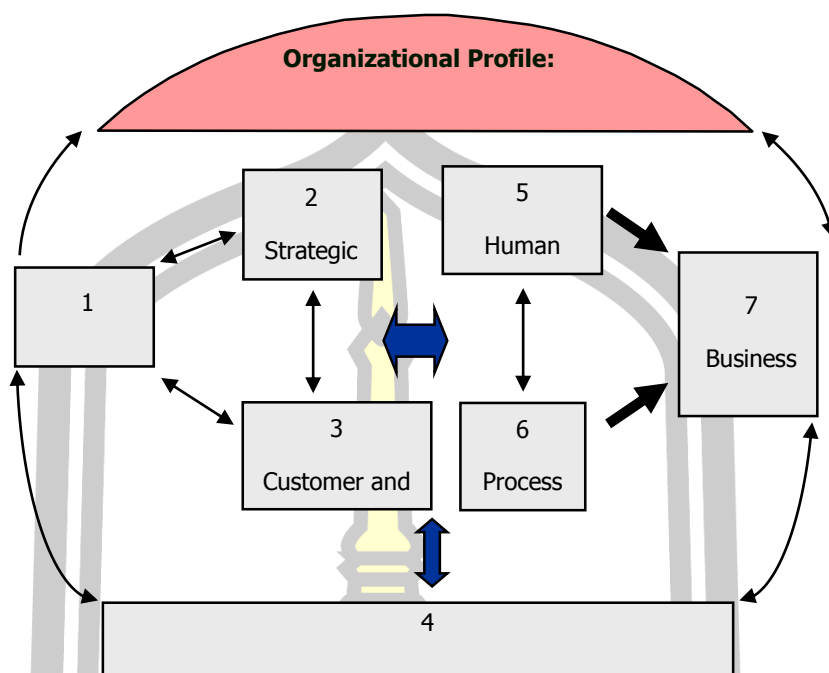 Organizational Profile:
2
Strategic
5
Human
1
7
Business
3
Customer and
6
Process
4